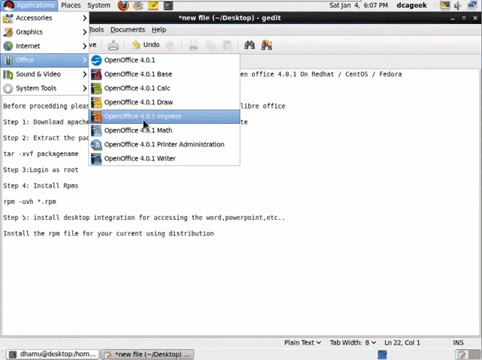 Applications Places System Sat Jan 4, 6:07 PM dcageek
Accessories
*new file (~/Desktop) - gedit
Graphics
ools Documents Help
Internet
ve Undo
Office
OpenOffice 4.0.1
Sound & Video
OpenOffice 4.0.1 Base
en office 4.0.1 On Redhat / CentOS / Fedora
System Tools
OpenOffice 4.0.1 Calc
OpenOffice 4.0.1 Draw
Before procedding please libre office
OpenOffice 4.0.1 Impress
Step 1: Download apache te
OpenOffice 4.0.1 Math
Step 2: Extract the pa
OpenOffice 4.0.1 Printer Administration
tar -xvf packagename
OpenOffice 4.0.1 Writer
Step 3:Login as root
Step 4: Install Rpms
rpm -uvh *.rpm
Step 5: install desktop integration for accessing the word,powerpoint,etc..
Install the rpm file for your current using distribution
Plain Text Tab Width: 8 Ln 22, Col 1 INS
dhamu@desktop:/hom... *new file (~/Desktop) ...